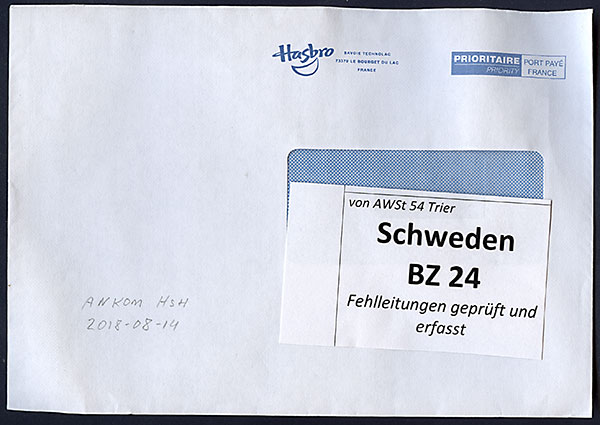 Hasbro
SAVOIE TECHNOLAC
73370 LE BOURGET DU LAC
FRANCE
PRIORITAIRE
PRIORITY
PORT PAYÉ
FRANCE
von AWSt 54 Trier
Schweden
BZ 24
Fehlleitungen geprüft und
erfasst
ANKOM HSH
2018-08-14